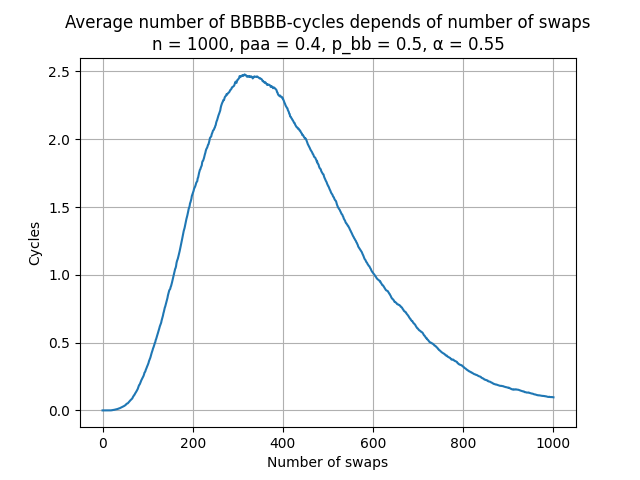 Average number of BBBBB-cycles depends of number of swaps
n = 1000, paa = 0.4, p_bb = 0.5, α = 0.55
2.5
2.0
1.5
1.0
0.5
0.0
Cycles
0 200 400 600 800 1000
Number of swaps